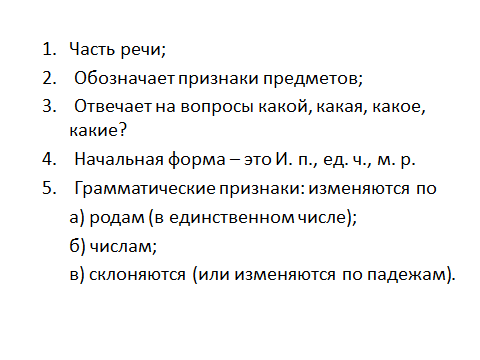 1. Часть речи;
2. Обозначает признаки предметов;
3. Отвечает на вопросы какой, какая, какое,
какие?
4. Начальная форма – это И. п., ед. ч., м. р.
5. Грамматические признаки: изменяются по
а) родам (в единственном числе);
б) числам;
в) склоняются (или изменяются по падежам).